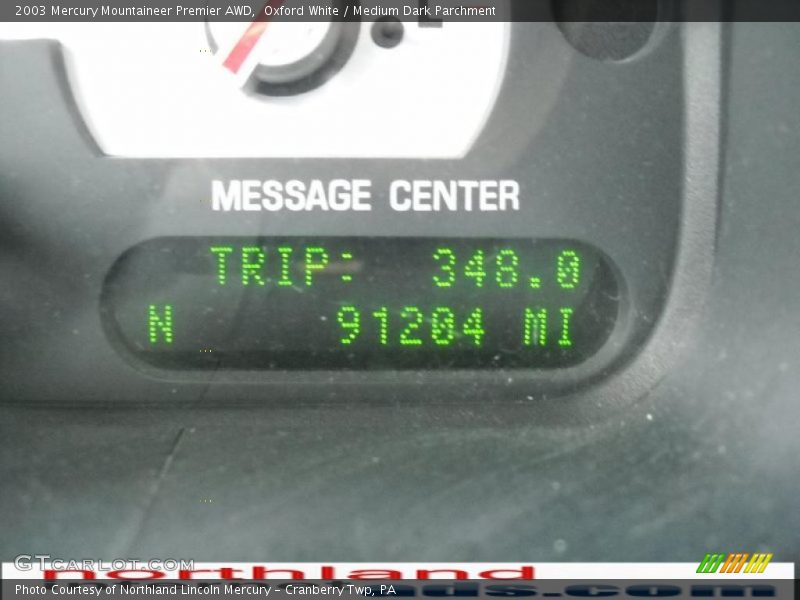 2003 Mercury Mountaineer Premier AWD, Oxford White / Medium Dark Parchment
MESSAGE CENTER
TRIP: 348.0
N 91204 MI
GTcarlot.com
northland
Photo Courtesy of Northland Lincoln Mercury - Cranberry Twp, PA